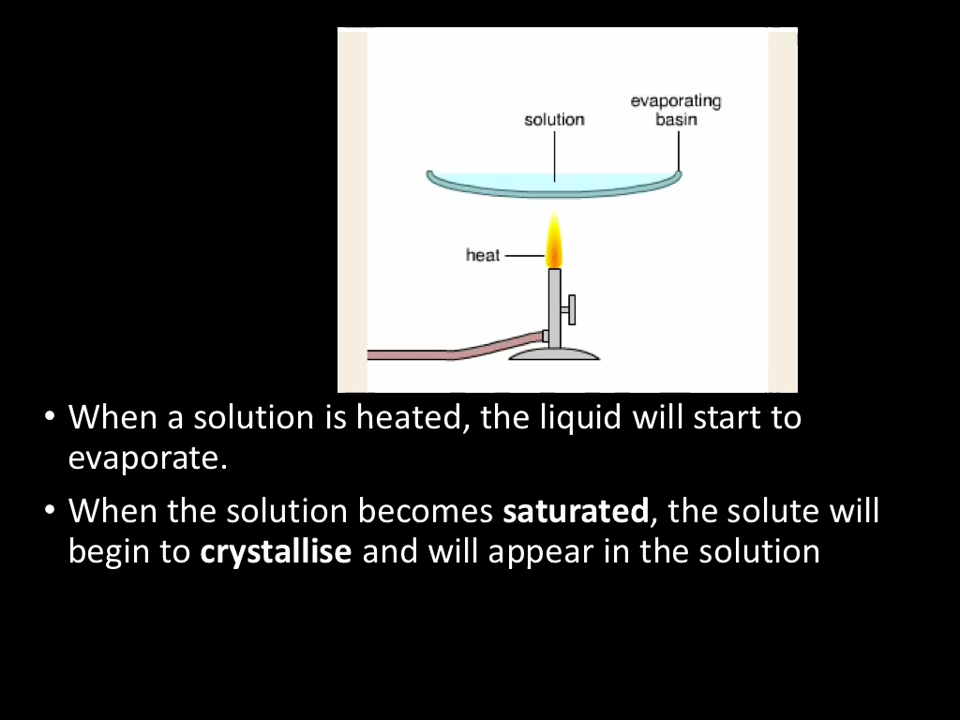 evaporating
basin
solution
heat
• When a solution is heated, the liquid will start to
evaporate.
• When the solution becomes saturated, the solute will
begin to crystallise and will appear in the solution